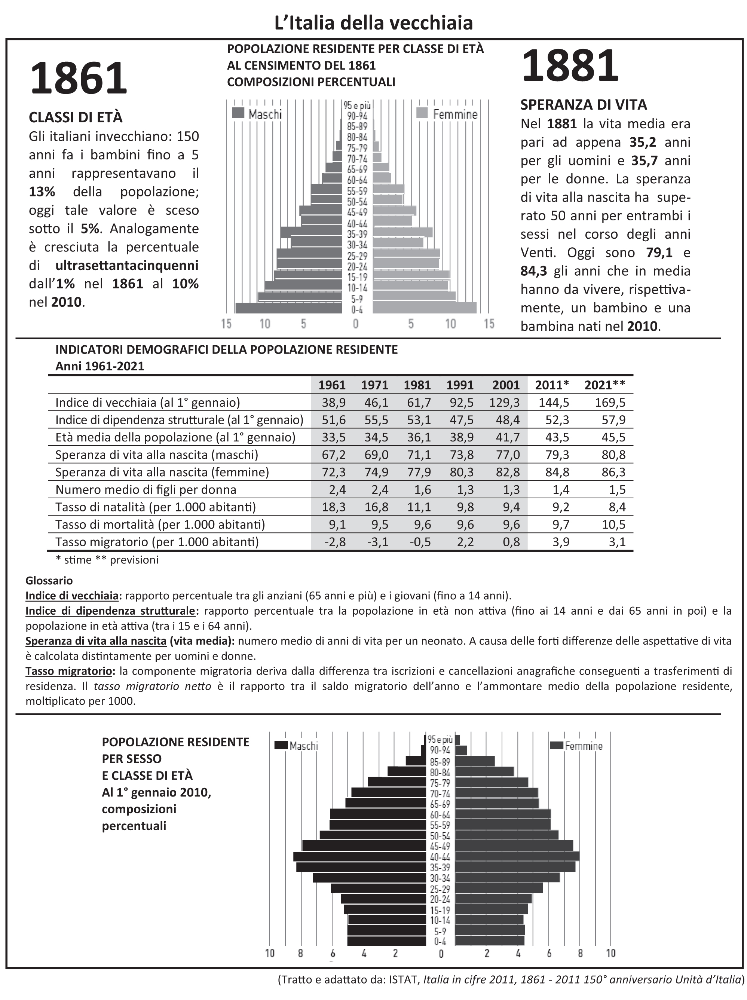 L’Italia della vecchiaia
1861
CLASSI DI ETÀ
Gli italiani invecchiano: 150
anni fa i bambini fino a 5
anni rappresentavano il
13% della popolazione;
oggi tale valore è sceso
sotto il 5%. Analogamente
è cresciuta la percentuale
di ultrasettantacinquenni
dall’1% nel 1861 al 10%
nel 2010.
POPOLAZIONE RESIDENTE PER CLASSE DI ETÀ
AL CENSIMENTO DEL 1861
COMPOSIZIONI PERCENTUALI
Maschi
Femmine
95 e più
90-94
85-89
80-84
75-79
70-74
65-69
60-64
55-59
50-54
45-49
40-44
35-39
30-34
25-29
20-24
15-19
10-14
5-9
0-4
15 10 5 0 5 10 15
1881
SPERANZA DI VITA
Nel 1881 la vita media era
pari ad appena 35,2 anni
per gli uomini e 35,7 anni
per le donne. La speranza
di vita alla nascita ha supe-
rato 50 anni per entrambi i
sessi nel corso degli anni
Venti. Oggi sono 79,1 e
84,3 gli anni che in media
hanno da vivere, rispettiva-
mente, un bambino e una
bambina nati nel 2010.
INDICATORI DEMOGRAFICI DELLA POPOLAZIONE RESIDENTE
Anni 1961-2021
1961 1971 1981 1991 2001 2011* 2021**
Indice di vecchiaia (al 1° gennaio) 38,9 46,1 61,7 92,5 129,3 144,5 169,5
Indice di dipendenza strutturale (al 1° gennaio) 51,6 55,5 53,1 47,5 48,4 52,3 57,9
Età media della popolazione (al 1° gennaio) 33,5 34,5 36,1 38,9 41,7 43,5 45,5
Speranza di vita alla nascita (maschi) 67,2 69,0 71,1 73,8 77,0 79,3 80,8
Speranza di vita alla nascita (femmine) 72,3 74,9 77,9 80,3 82,8 84,8 86,3
Numero medio di figli per donna 2,4 2,4 1,6 1,3 1,3 1,4 1,5
Tasso di natalità (per 1.000 abitanti) 18,3 16,8 11,1 9,8 9,4 9,2 8,4
Tasso di mortalità (per 1.000 abitanti) 9,1 9,5 9,6 9,6 9,6 9,7 10,5
Tasso migratorio (per 1.000 abitanti) -2,8 -3,1 -0,5 2,2 0,8 3,9 3,1
* stime ** previsioni
Glossario
Indice di vecchiaia: rapporto percentuale tra gli anziani (65 anni e più) e i giovani (fino a 14 anni).
Indice di dipendenza strutturale: rapporto percentuale tra la popolazione in età non attiva (fino ai 14 anni e dai 65 anni in poi) e la
popolazione in età attiva (tra i 15 e i 64 anni).
Speranza di vita alla nascita (vita media): numero medio di anni di vita per un neonato. A causa delle forti differenze delle aspettative di vita
è calcolata distintamente per uomini e donne.
Tasso migratorio: la componente migratoria deriva dalla differenza tra iscrizioni e cancellazioni anagrafiche conseguenti a trasferimenti di
residenza. Il tasso migratorio netto è il rapporto tra il saldo migratorio dell’anno e l’ammontare medio della popolazione residente,
moltiplicato per 1000.
POPOLAZIONE RESIDENTE
PER SESSO
E CLASSE DI ETÀ
Al 1° gennaio 2010,
composizioni
percentuali
Maschi
Femmine
95 e più
90-94
85-89
80-84
75-79
70-74
65-69
60-64
55-59
50-54
45-49
40-44
35-39
30-34
25-29
20-24
15-19
10-14
5-9
0-4
10 8 6 4 2 0 2 4 6 8 10
(Tratto e adattato da: ISTAT, Italia in cifre 2011, 1861 - 2011 150° anniversario Unità d’Italia)